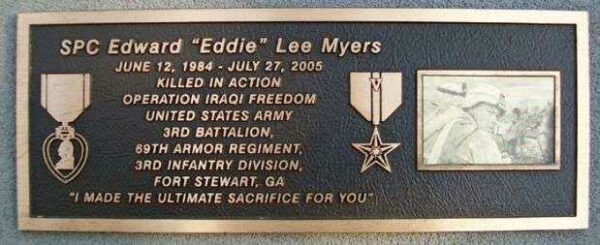 SPC Edward "Eddie" Lee Myers
JUNE 12, 1984 - JULY 27, 2005
KILLED IN ACTION
OPERATION IRAQI FREEDOM
UNITED STATES ARMY
3RD BATTALION,
69TH ARMOR REGIMENT,
3RD INFANTRY DIVISION,
FORT STEWART, GA
"I MADE THE ULTIMATE SACRIFICE FOR YOU"